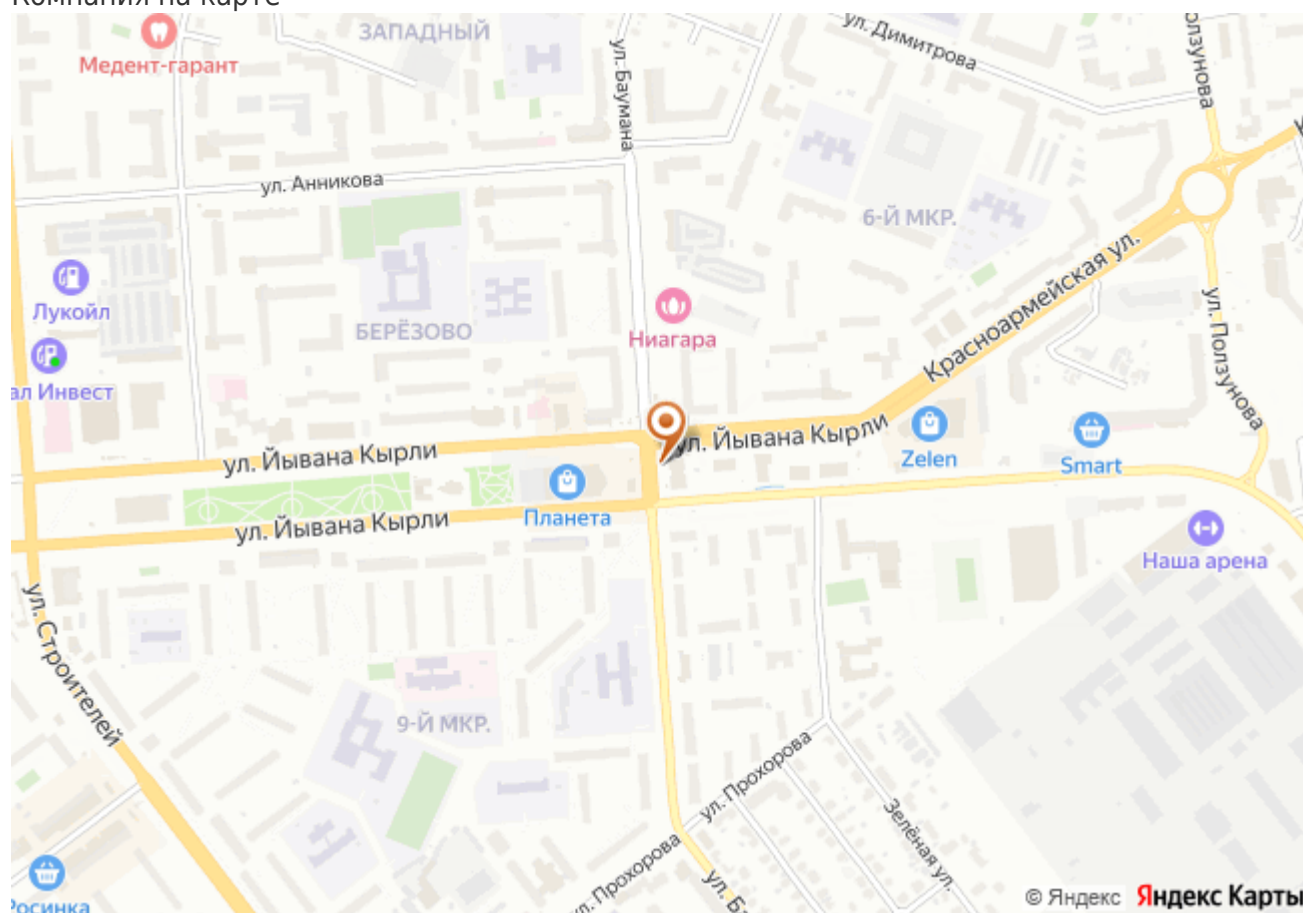 Компания на карте
ЗАПАДНЫЙ
Медент-гарант
ул. Баумана
ул. Димитрова
ул. Анникова
6-Й МКР.
Лукойл
БЕРЁЗОВО
Ниагара
Красноармейская ул.
ул. Ползунова
ал Инвест
ул. Йывана Кырли
ул. Йывана Кырли
Zelen
Smart
Планета
ул. Йывана Кырли
Наша арена
ул. Строителей
9-Й МКР.
ул. Прохорова
Зелёная ул.
ул. Прохорова
Росинка
© Яндекс Яндекс Карты